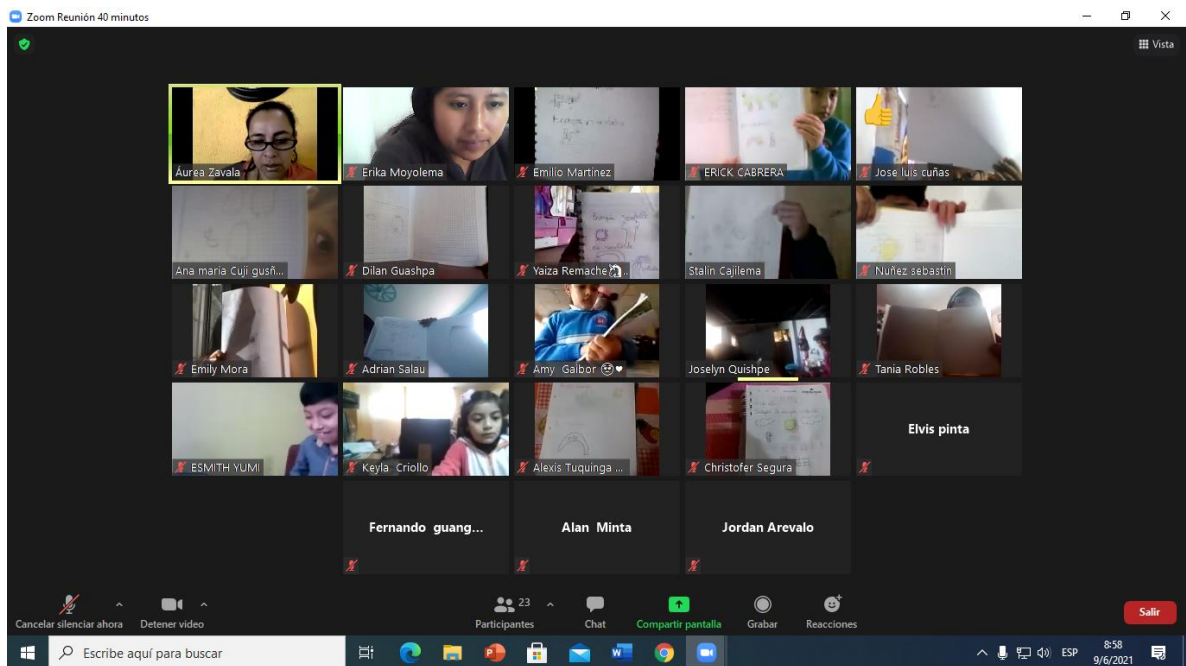 Zoom Reunión 40 minutos
Vista
Áurea Zavala
Erika Moyolema
Emilio Martinez
ERICK CABRERA
Jose luis cuñas
Ana maria Cuji gusñ...
Dilan Guashpa
Yaiza Remache
Stalin Cajilema
Nuñez sebastin
Emily Mora
Adrian Salau
Amy Gaibor
Joselyn Quishpe
Tania Robles
ESMITH YUMI
Keyla Criollo
Alexis Tuquinga ...
Christofer Segura
Elvis pinta
Fernando guang...
Alan Minta
Jordan Arevalo
Cancelar silenciar ahora
Detener video
23
Participantes
Chat
Compartir pantalla
Grabar
Reacciones
Salir
Escribe aquí para buscar
ESP
8:58
9/6/2021